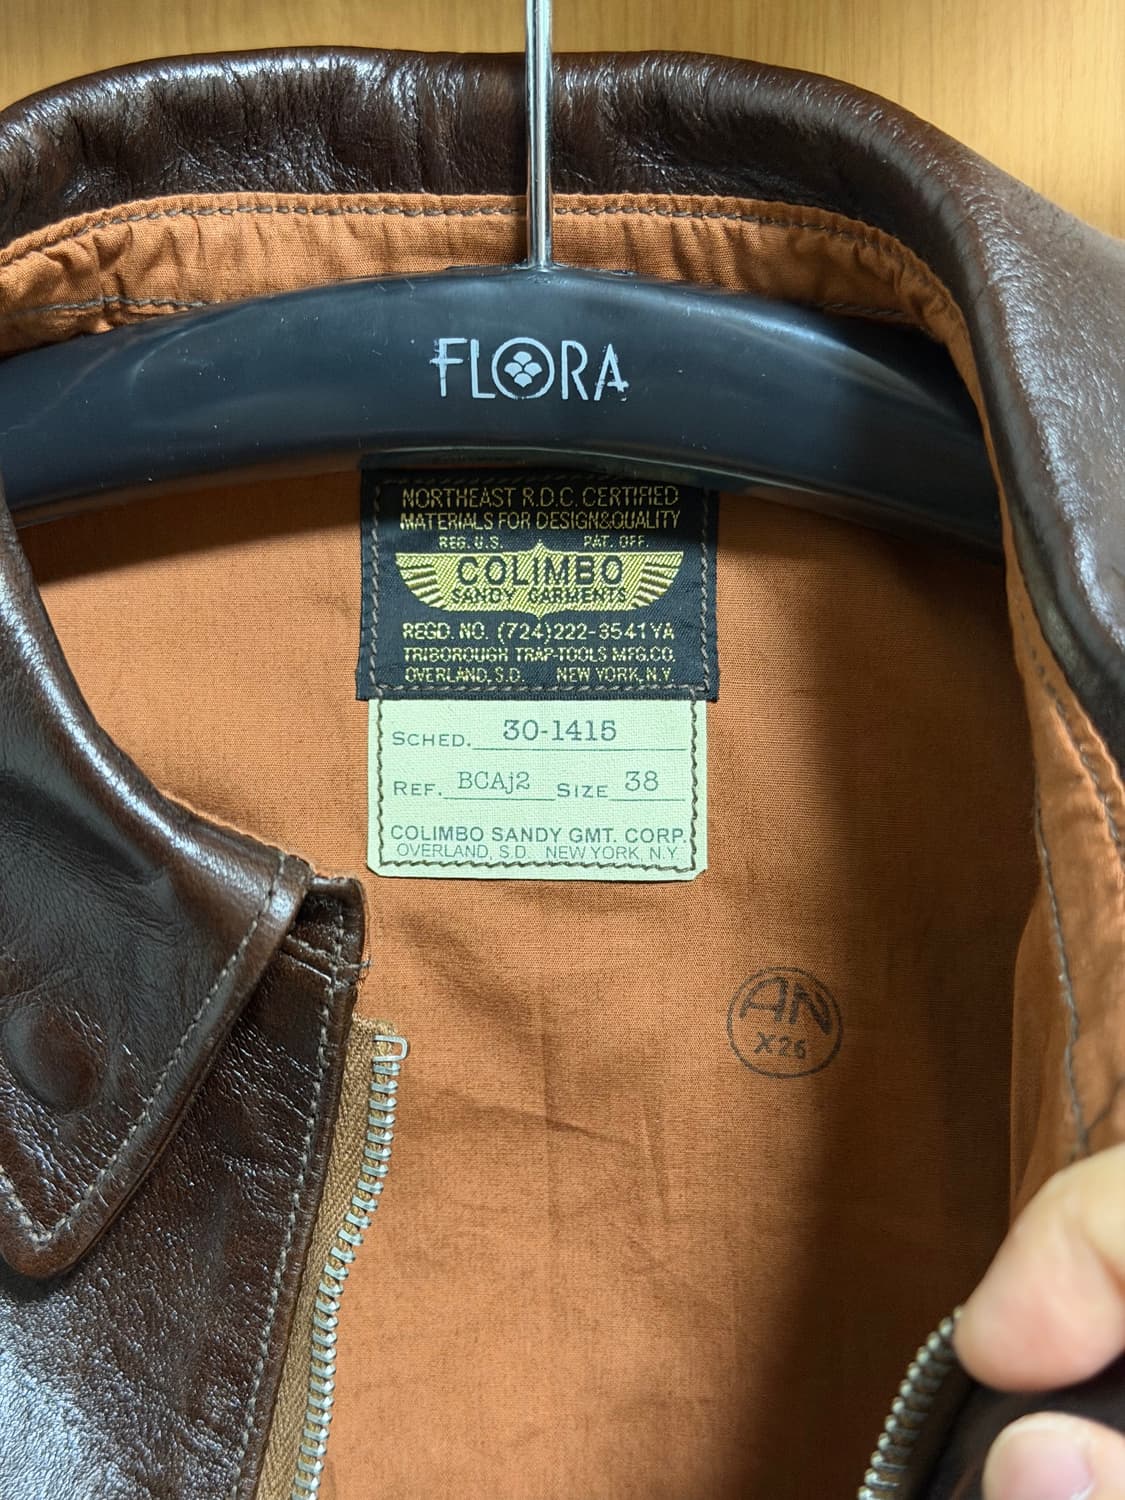 FLORA
NORTHEAST R.D.C. CERTIFIED
MATERIALS FOR DESIGN&QUALITY
REG. U.S. PAT. OFF.
COLIMBO
SANDY GARMENTS
REGD. NO. (724)222-3541YA
TRIBOROUGH TRAP-TOOLS MFG.CO.
OVERLAND, S.D. NEW YORK, N.Y.
SCHED. 30-1415
REF. BCAj2 SIZE 38
COLIMBO SANDY GMT. CORP.
OVERLAND, S.D. NEW YORK, N.Y.
AN
X26